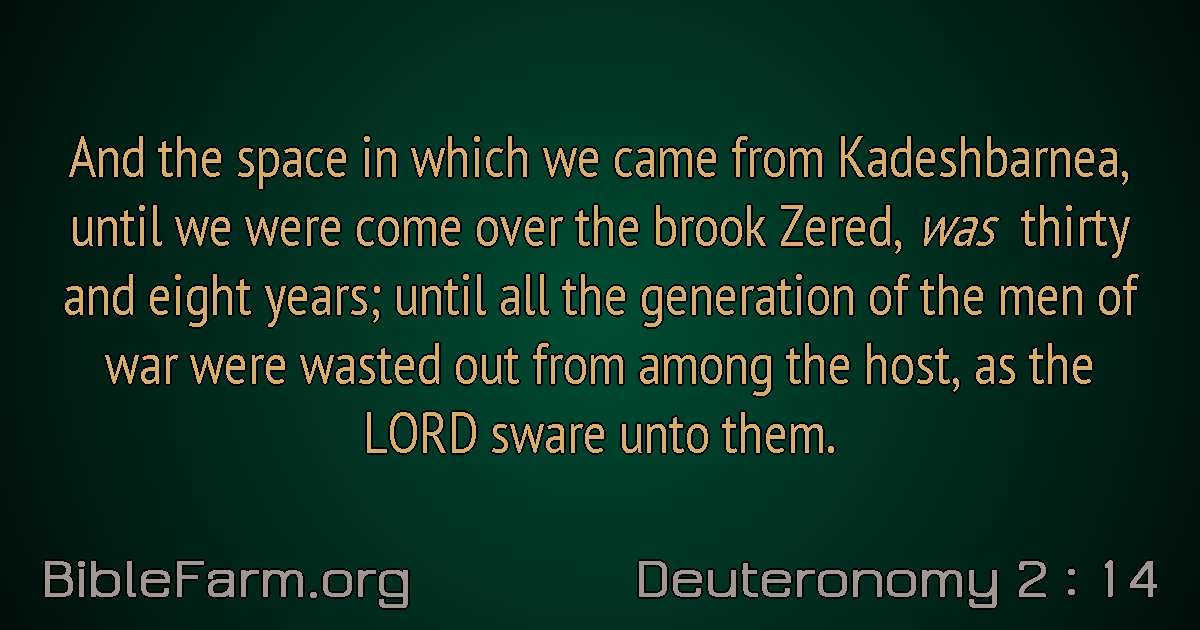 And the space in which we came from Kadeshbarnea,
until we were come over the brook Zered, was thirty
and eight years; until all the generation of the men of
war were wasted out from among the host, as the
LORD sware unto them.
BibleFarm.org
Deuteronomy 2 : 14